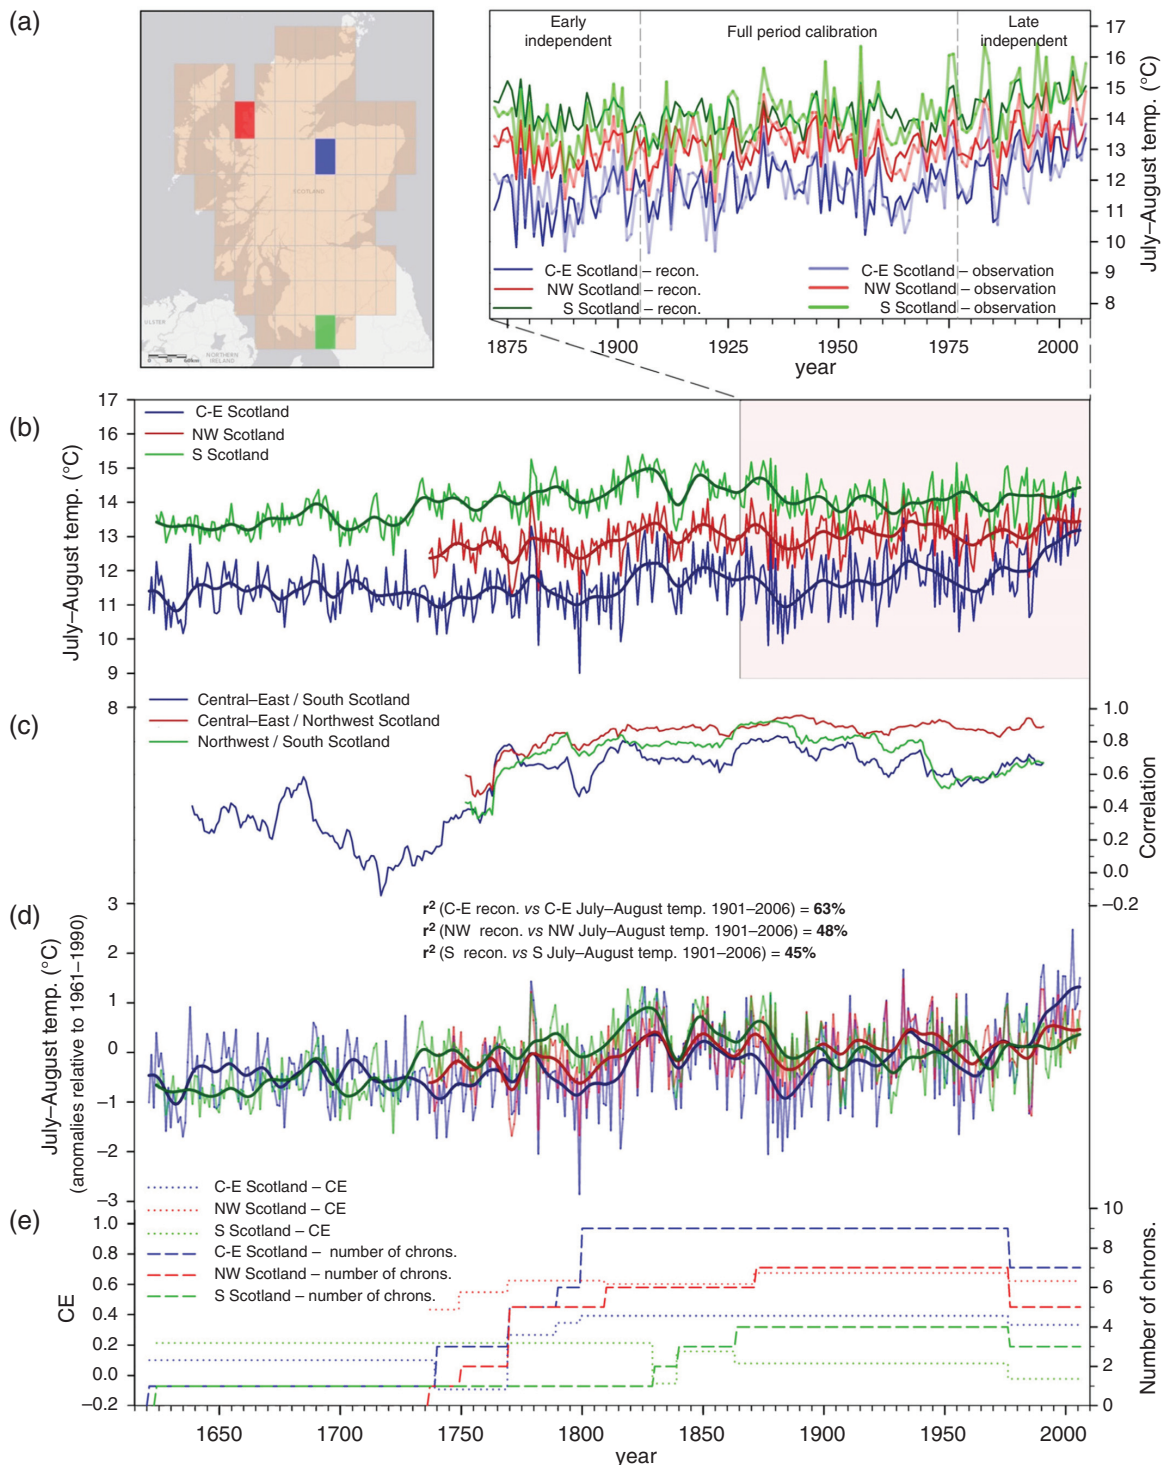 (a)
SCOTLAND
ULSTER
NORTHERN
IRELAND
Early
independent
Full period calibration
Late
independent
17
16
15
14
13
12
11
10
9
8
July–August temp. (°C)
C-E Scotland – recon.
NW Scotland – recon.
S Scotland – recon.
C-E Scotland – observation
NW Scotland – observation
S Scotland – observation
1875 1900 1925 1950 1975 2000
year
(b)
17
16
15
14
13
12
11
10
9
8
July–August temp. (°C)
C-E Scotland
NW Scotland
S Scotland
(c)
Central–East / South Scotland
Central–East / Northwest Scotland
Northwest / South Scotland
1.0
0.8
0.6
0.4
0.2
0.0
–0.2
Correlation
(d)
3
2
1
0
–1
–2
–3
July–August temp. (°C)
(anomalies relative to 1961–1990)
r² (C-E recon. vs C-E July–August temp. 1901–2006) = 63%
r² (NW recon. vs NW July–August temp. 1901–2006) = 48%
r² (S recon. vs S July–August temp. 1901–2006) = 45%
(e)
C-E Scotland – CE
NW Scotland – CE
S Scotland – CE
C-E Scotland – number of chrons.
NW Scotland – number of chrons.
S Scotland – number of chrons.
1.0
0.8
0.6
0.4
0.2
0.0
–0.2
CE
10
8
6
4
2
0
Number of chrons.
1650 1700 1750 1800 1850 1900 1950 2000
year